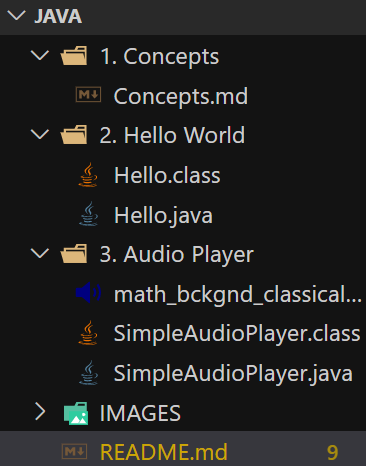 JAVA
1. Concepts
Concepts.md
2. Hello World
Hello.class
Hello.java
3. Audio Player
math_bckgnd_classical...
SimpleAudioPlayer.class
SimpleAudioPlayer.java
IMAGES
README.md 9